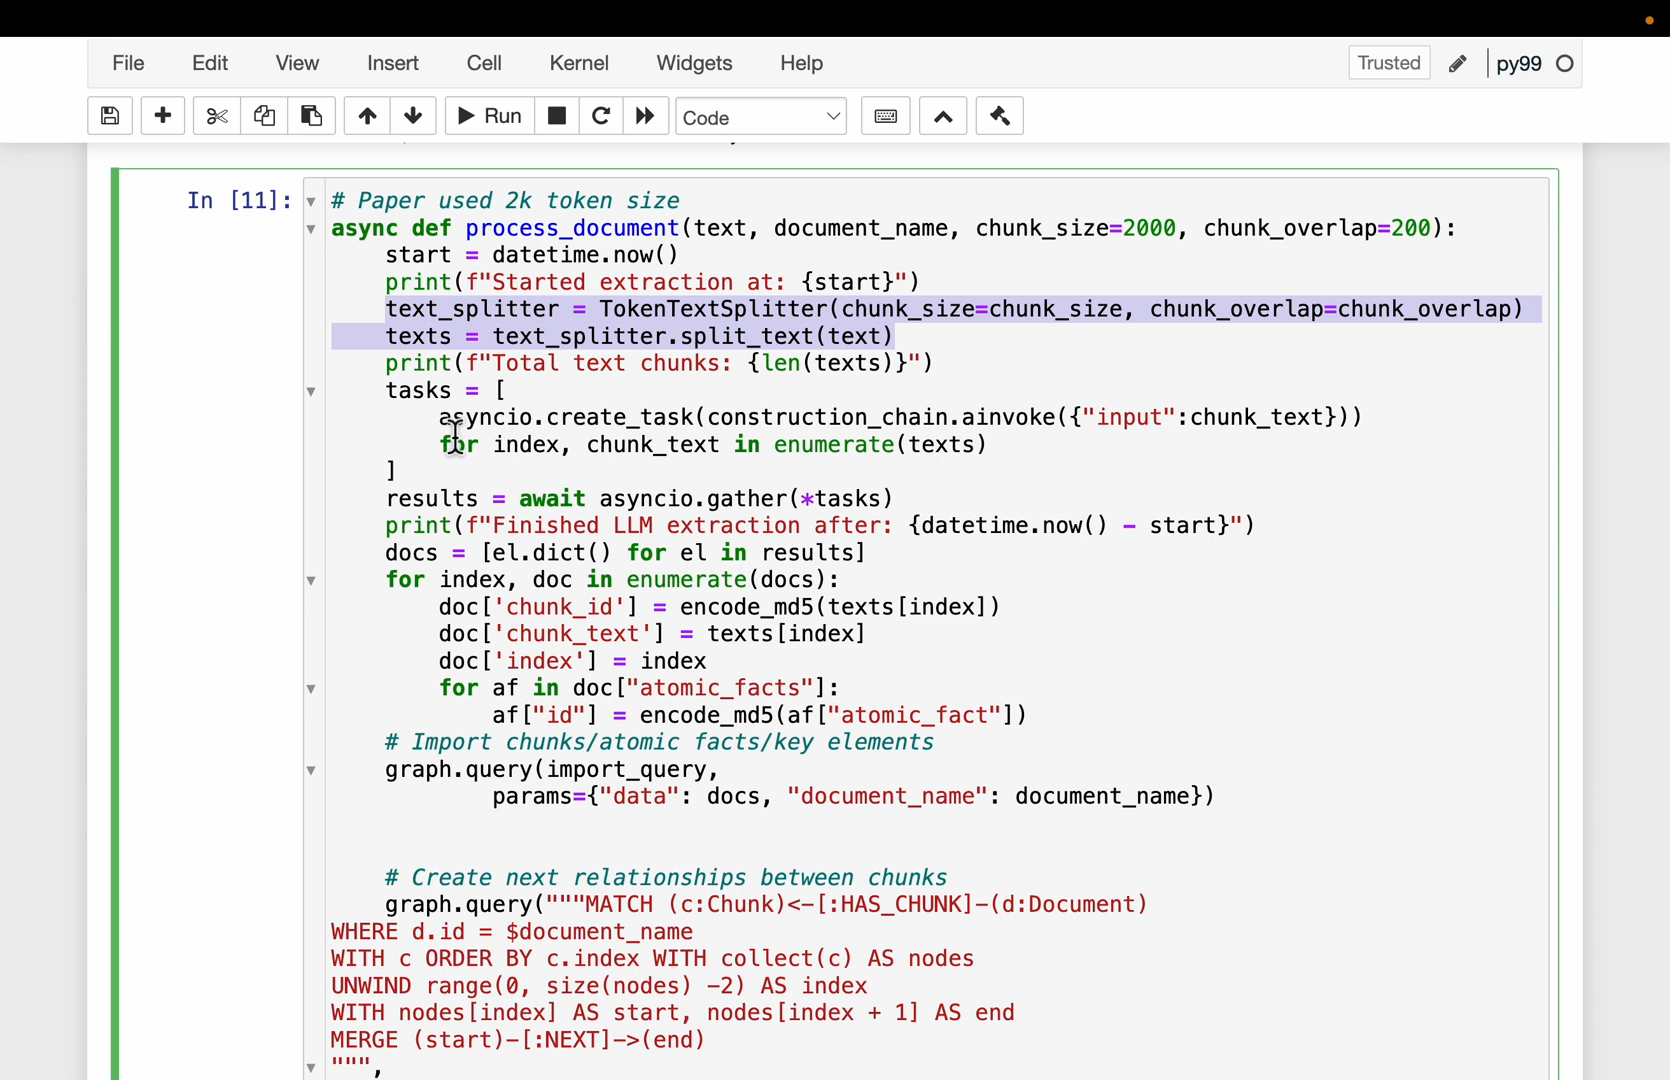 File Edit View Insert Cell Kernel Widgets Help Trusted py99
Run Code
In [11]:
# Paper used 2k token size
async def process_document(text, document_name, chunk_size=2000, chunk_overlap=200):
    start = datetime.now()
    print(f"Started extraction at: {start}")
    text_splitter = TokenTextSplitter(chunk_size=chunk_size, chunk_overlap=chunk_overlap)
    texts = text_splitter.split_text(text)
    print(f"Total text chunks: {len(texts)}")
    tasks = [
        asyncio.create_task(construction_chain.ainvoke({"input":chunk_text}))
        for index, chunk_text in enumerate(texts)
    ]
    results = await asyncio.gather(*tasks)
    print(f"Finished LLM extraction after: {datetime.now() - start}")
    docs = [el.dict() for el in results]
    for index, doc in enumerate(docs):
        doc['chunk_id'] = encode_md5(texts[index])
        doc['chunk_text'] = texts[index]
        doc['index'] = index
        for af in doc["atomic_facts"]:
            af["id"] = encode_md5(af["atomic_fact"])
    # Import chunks/atomic facts/key elements
    graph.query(import_query,
            params={"data": docs, "document_name": document_name})
    # Create next relationships between chunks
    graph.query("""MATCH (c:Chunk)<-[:HAS_CHUNK]-(d:Document)
WHERE d.id = $document_name
WITH c ORDER BY c.index WITH collect(c) AS nodes
UNWIND range(0, size(nodes) -2) AS index
WITH nodes[index] AS start, nodes[index + 1] AS end
MERGE (start)-[:NEXT]->(end)
""",